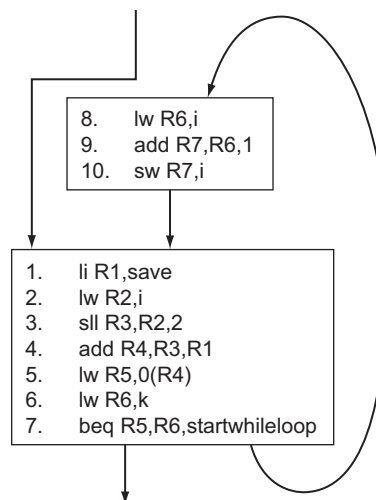 8. lw R6,i
9. add R7,R6,1
10. sw R7,i
1. li R1,save
2. lw R2,i
3. sll R3,R2,2
4. add R4,R3,R1
5. lw R5,0(R4)
6. lw R6,k
7. beq R5,R6,startwhileloop